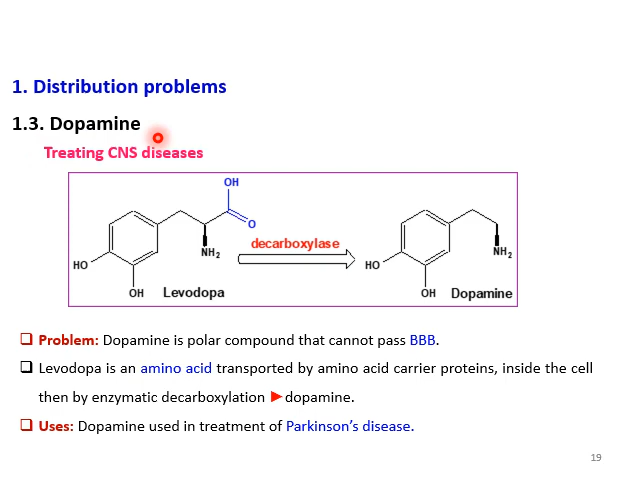 1. Distribution problems
1.3. Dopamine
Treating CNS diseases
OH
O
NH2
HO
OH
Levodopa
decarboxylase
NH2
HO
OH
Dopamine
❑ Problem: Dopamine is polar compound that cannot pass BBB.
❑ Levodopa is an amino acid transported by amino acid carrier proteins, inside the cell
then by enzymatic decarboxylation ► dopamine.
❑ Uses: Dopamine used in treatment of Parkinson’s disease.
19